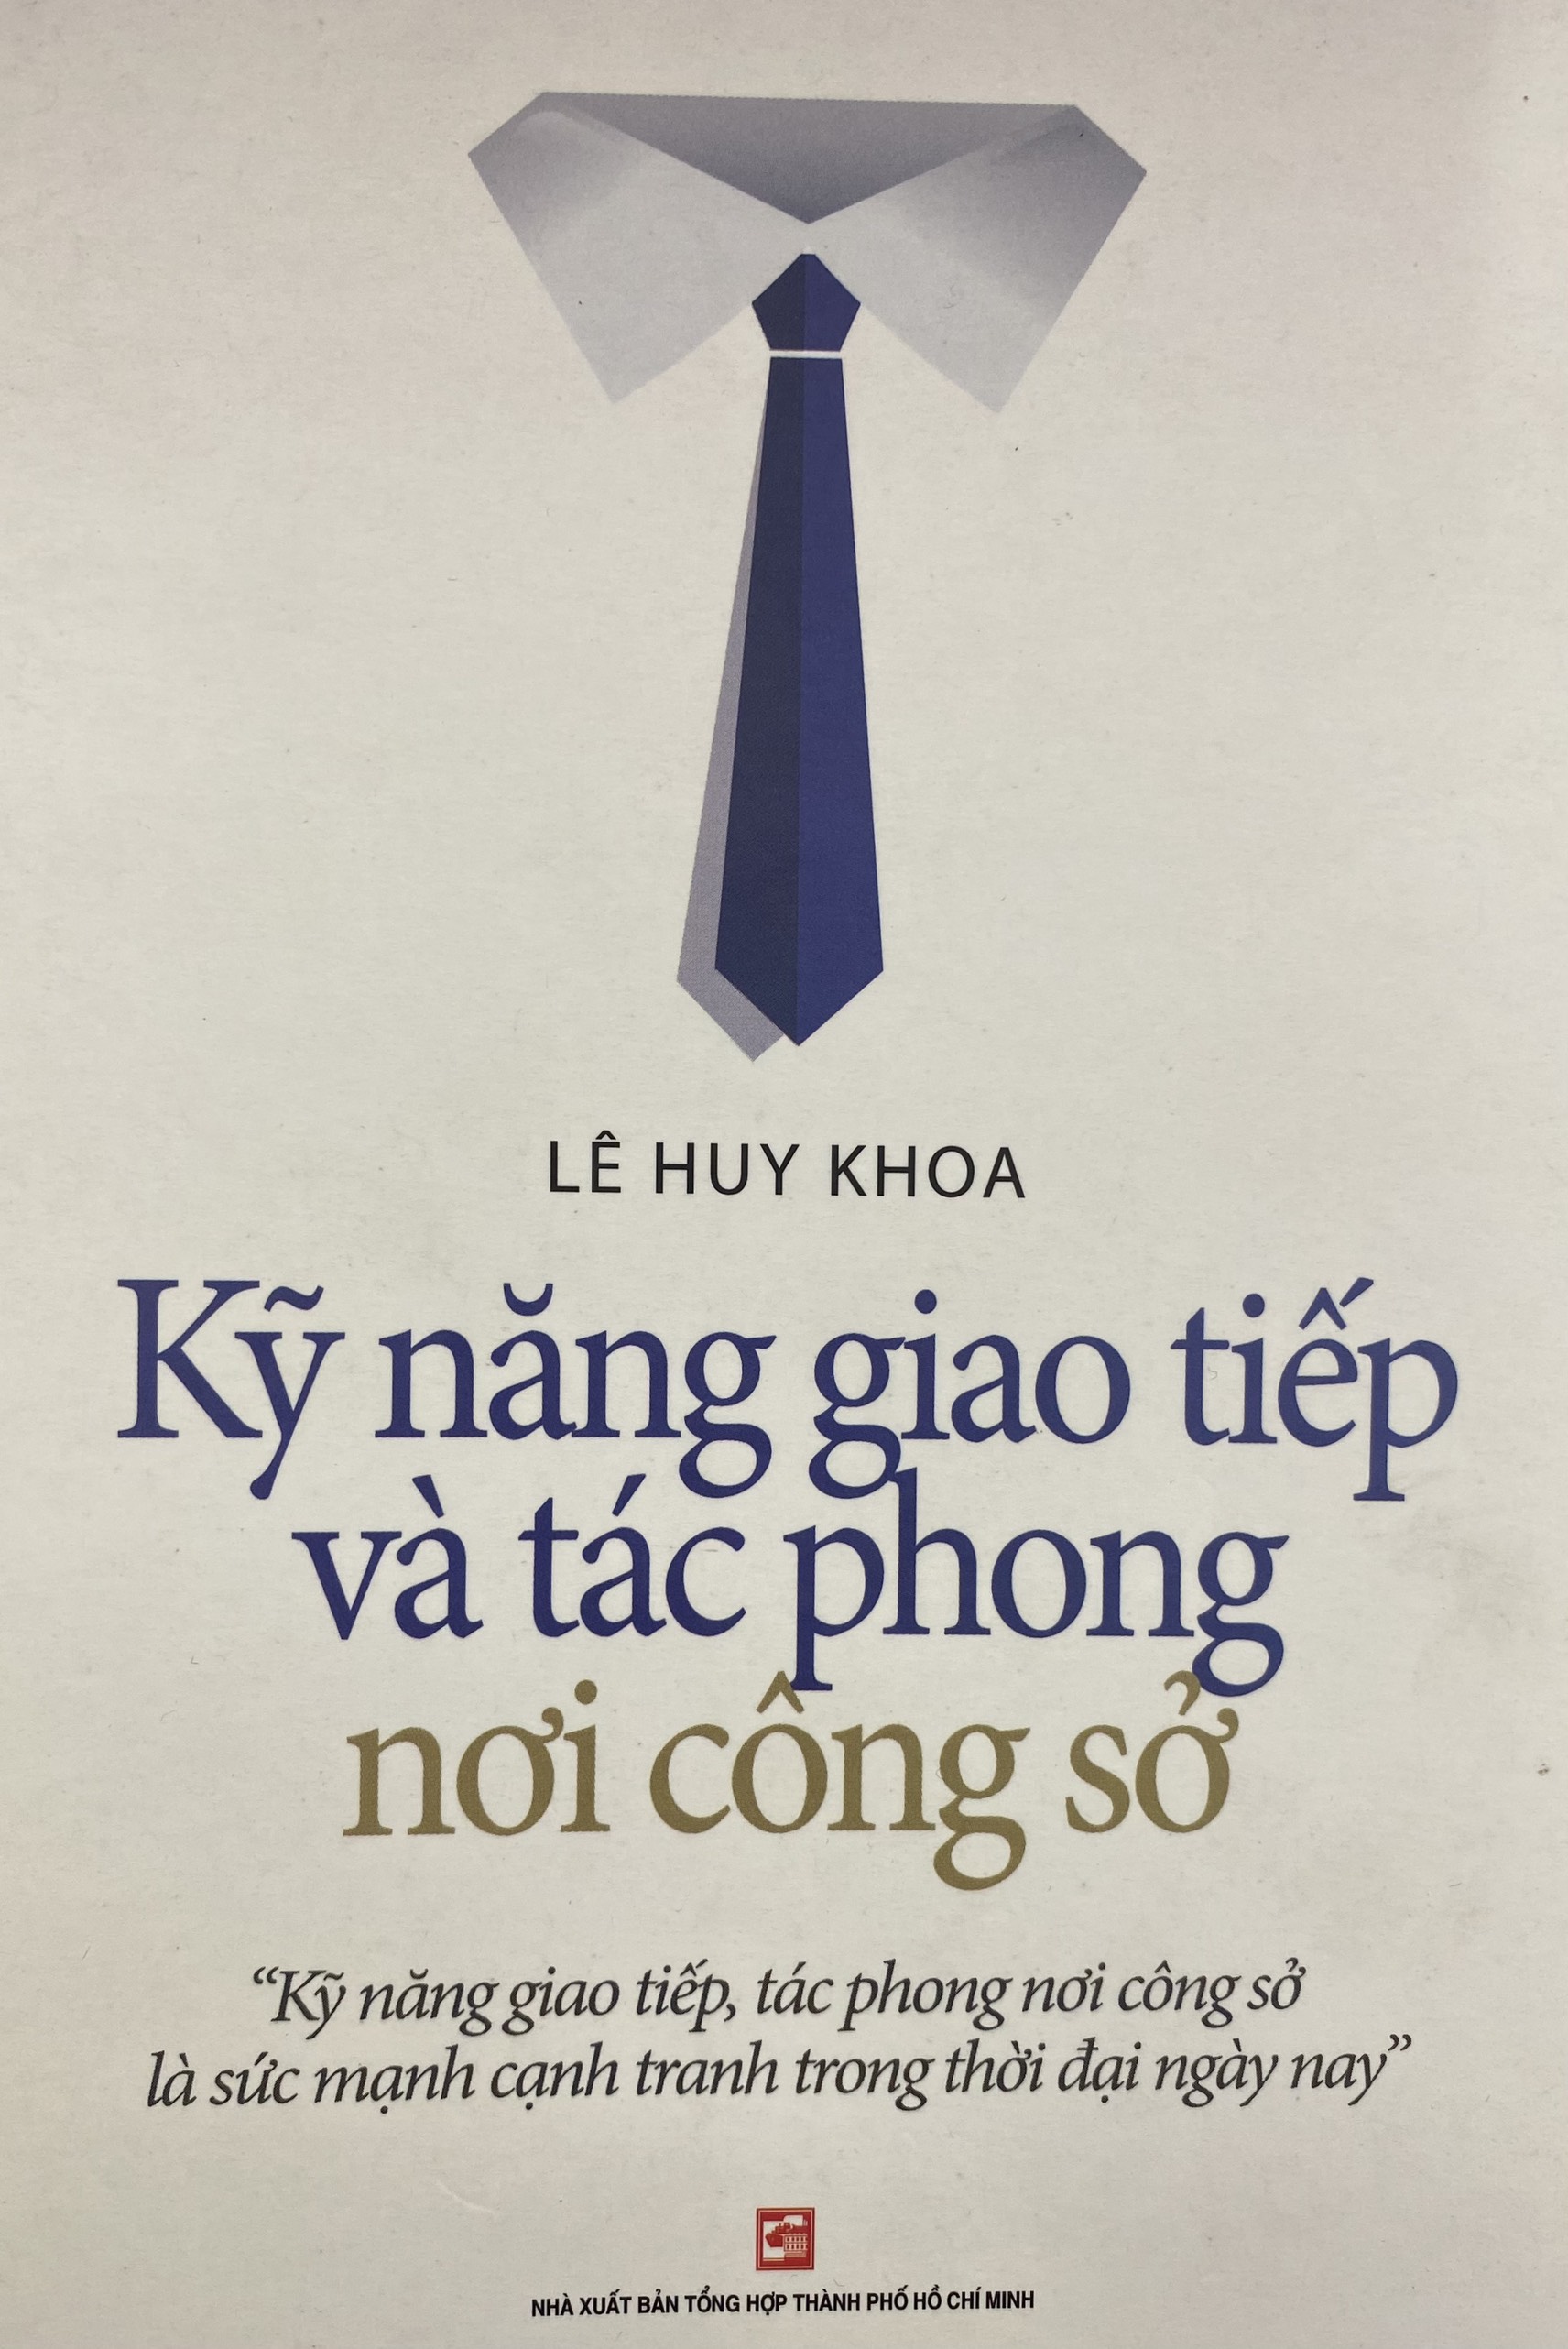 LÊ HUY KHOA
Kỹ năng giao tiếp
và tác phong
nơi công sở
“Kỹ năng giao tiếp, tác phong nơi công sở
là sức mạnh cạnh tranh trong thời đại ngày nay”
NHÀ XUẤT BẢN TỔNG HỢP THÀNH PHỐ HỒ CHÍ MINH